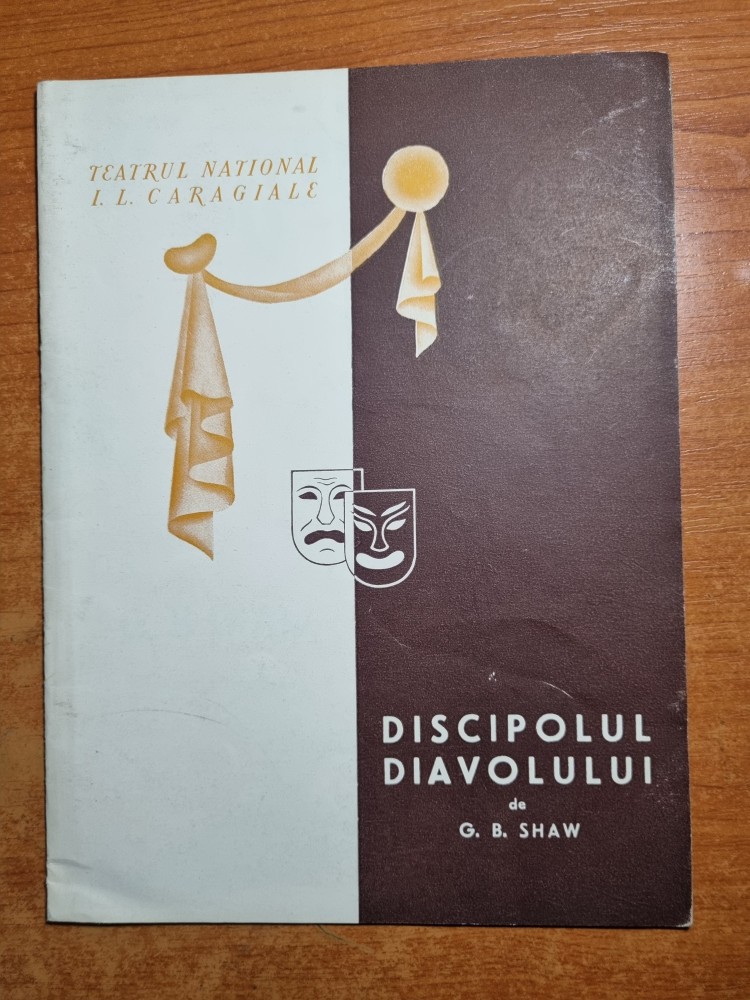 TEATRUL NATIONAL
I. L. CARAGIALE
DISCIPOLUL
DIAVOLULUI
de
G. B. SHAW